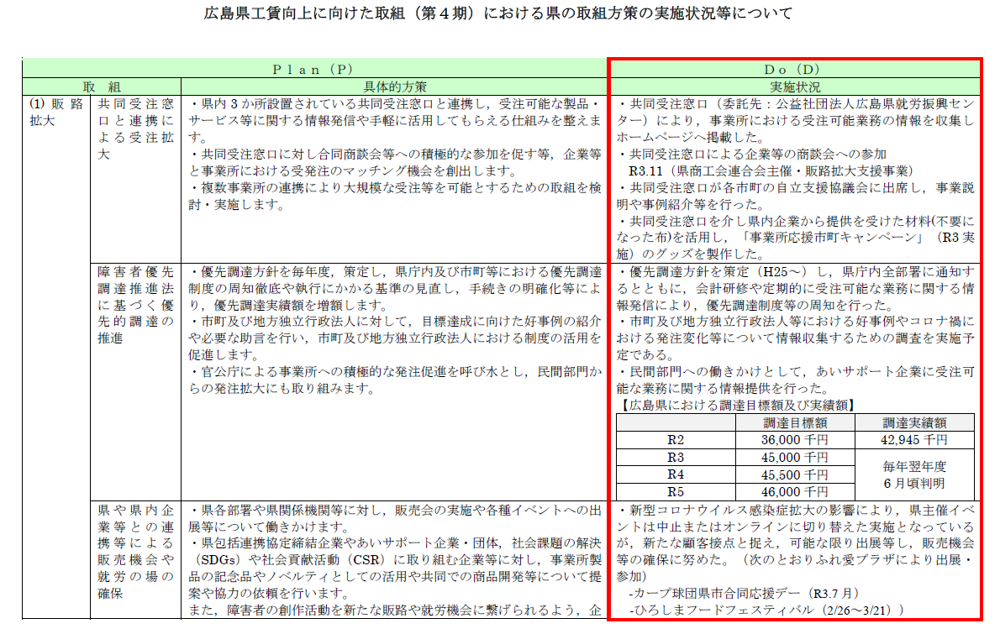 広島県工賃向上に向けた取組（第４期）における県の取組方策の実施状況等について
Ｐｌａｎ（Ｐ）
Ｄｏ（Ｄ）
取　組
具体的方策
実施状況
(1) 販 路
拡大
共同受注窓
口と連携に
よる受注拡
大
・県内 3 か所設置されている共同受注窓口と連携し，受注可能な製品・
サービス等に関する情報発信や手軽に活用してもらえる仕組みを整えま
す。
・共同受注窓口に対し合同商談会等への積極的な参加を促す等，企業等
と事業所における受発注のマッチング機会を創出します。
・複数事業所の連携により大規模な受注等を可能とするための取組を検
討・実施します。
・共同受注窓口（委託先：公益社団法人広島県就労振興セン
ター）により，事業所における受注可能業務の情報を収集し
ホームページへ掲載した。
・共同受注窓口による企業等の商談会への参加
R3.11（県商工会連合会主催・販路拡大支援事業）
・共同受注窓口が各市町の自立支援協議会に出席し，事業説
明や事例紹介等を行った。
・共同受注窓口を介し県内企業から提供を受けた材料(不要に
なった布)を活用し，「事業所応援市町キャンペーン」（R3 実
施）のグッズを製作した。
障害者優先
調達推進法
に基づく優
先的調達の
推進
・優先調達方針を毎年度，策定し，県庁内及び市町等における優先調達
制度の周知徹底や執行にかかる基準の見直し，手続きの明確化等によ
り，優先調達実績額を増額します。
・市町及び地方独立行政法人に対して，目標達成に向けた好事例の紹介
や必要な助言を行い，市町及び地方独立行政法人における制度の活用を
促進します。
・官公庁による事業所への積極的な発注促進を呼び水とし，民間部門か
らの発注拡大にも取り組みます。
・優先調達方針を策定（H25～）し，県庁内全部署に通知す
るとともに，会計研修や定期的に受注可能な業務に関する情
報発信により，優先調達制度等の周知を行った。
・市町及び地方独立行政法人等における好事例やコロナ禍に
おける発注変化等について情報収集するための調査を実施予
定である。
・民間部門への働きかけとして，あいサポート企業に受注可
能な業務に関する情報提供を行った。
【広島県における調達目標額及び実績額】
調達目標額
調達実績額
R2
36,000 千円
42,945 千円
R3
45,000 千円
毎年翌年度
6 月頃判明
R4
45,500 千円
R5
46,000 千円
県や県内企
業等との連
携等による
販売機会や
就労の場の
確保
・県各部署や県関係機関等に対し，販売会の実施や各種イベントへの出
展等について働きかけます。
・県包括連携協定締結企業やあいサポート企業・団体，社会課題の解決
（SDGs）や社会貢献活動（CSR）に取り組む企業等に対し，事業所製
品の記念品やノベルティとしての活用や共同での商品開発等について提
案や協力の依頼を行います。
また，障害者の創作活動を新たな販路や就労機会に繋げられるよう，企
・新型コロナウイルス感染症拡大の影響により，県主催イベ
ントは中止またはオンラインに切り替えた実施となっている
が，新たな顧客接点と捉え，可能な限り出展等し，販売機会
等の確保に努めた。（次のとおりふれ愛プラザにより出展・
参加）
-カープ球団県市合同応援デー（R3.7 月）
-ひろしまフードフェスティバル（2/26～3/21））